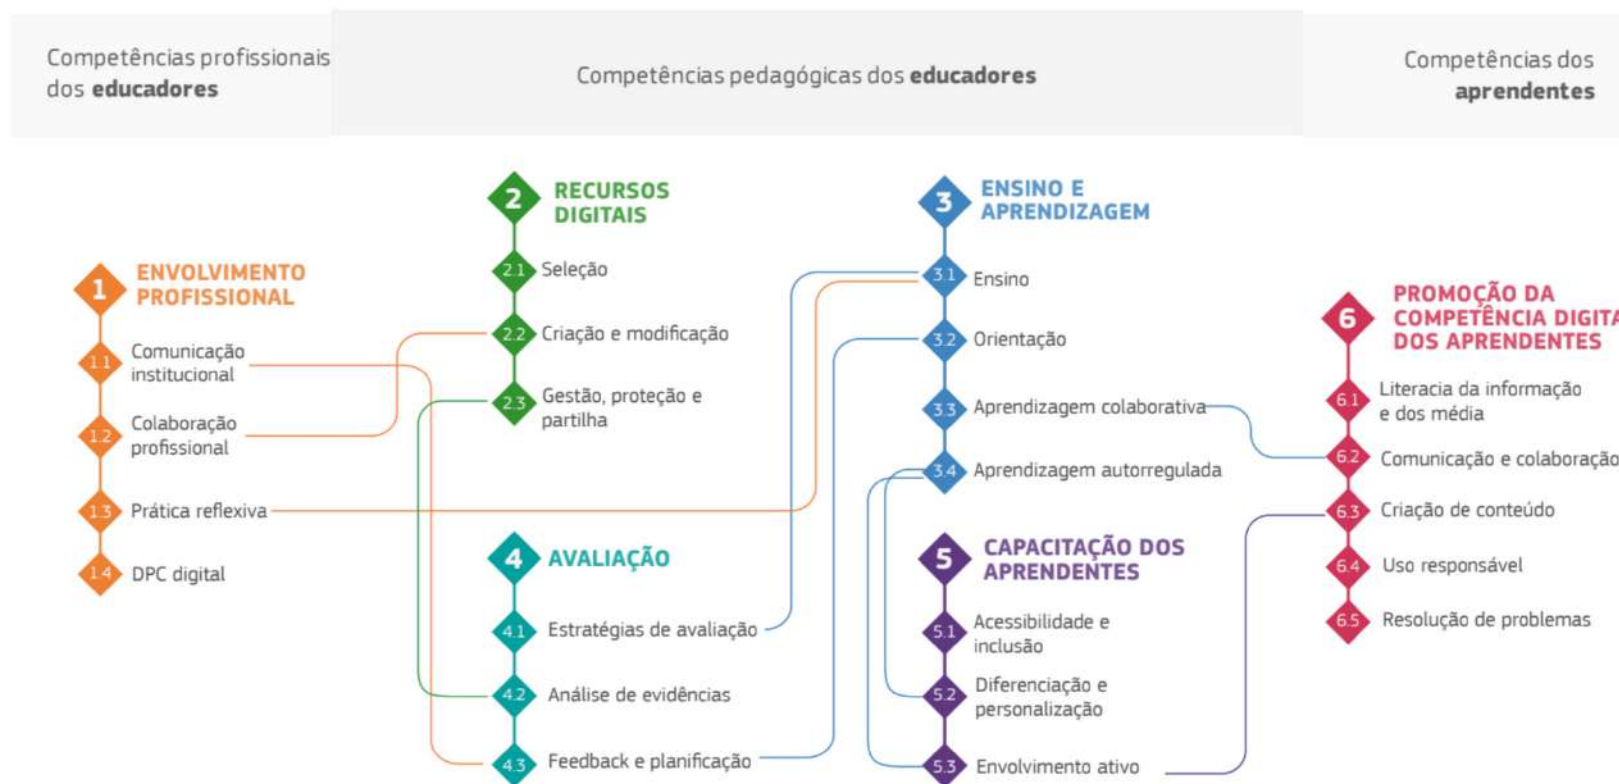 Competências profissionais
dos educadores
Competências pedagógicas dos educadores
Competências dos
aprendentes
1
ENVOLVIMENTO
PROFISSIONAL
1.1
Comunicação
institucional
1.2
Colaboração
profissional
1.3
Prática reflexiva
1.4
DPC digital
2
RECURSOS
DIGITAIS
2.1
Seleção
2.2
Criação e modificação
2.3
Gestão, proteção e
partilha
3
ENSINO E
APRENDIZAGEM
3.1
Ensino
3.2
Orientação
3.3
Aprendizagem colaborativa
3.4
Aprendizagem autorregulada
4
AVALIAÇÃO
4.1
Estratégias de avaliação
4.2
Análise de evidências
4.3
Feedback e planificação
5
CAPACITAÇÃO DOS
APRENDENTES
5.1
Acessibilidade e
inclusão
5.2
Diferenciação e
personalização
5.3
Envolvimento ativo
6
PROMOÇÃO DA
COMPETÊNCIA DIGITA
DOS APRENDENTES
6.1
Literacia da informação
e dos média
6.2
Comunicação e colaboração
6.3
Criação de conteúdo
6.4
Uso responsável
6.5
Resolução de problemas